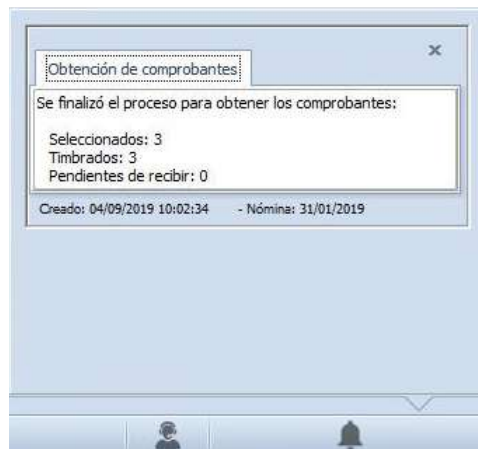 Obtención de comprobantes
Se finalizó el proceso para obtener los comprobantes:
Seleccionados: 3
Timbrados: 3
Pendientes de recibir: 0
Creado: 04/09/2019 10:02:34 - Nómina: 31/01/2019